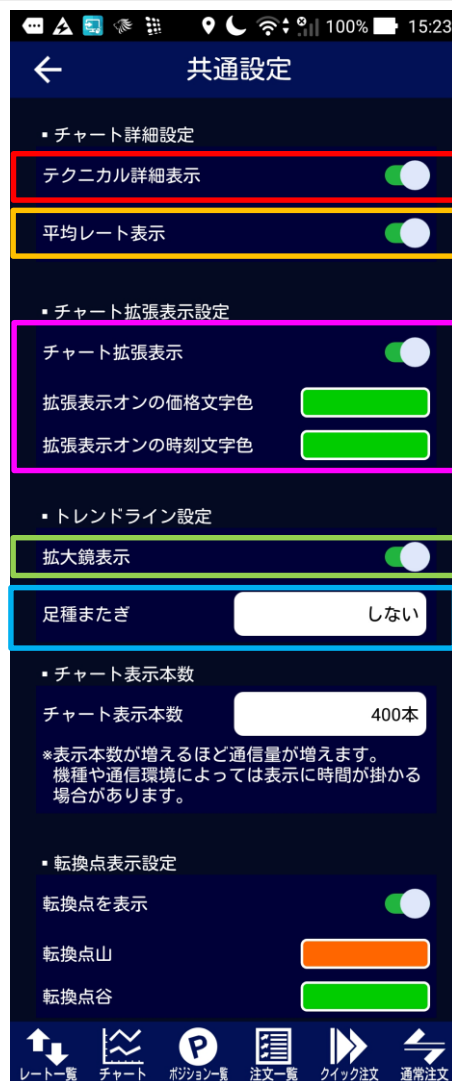 100% 15:23
共通設定
▪チャート詳細設定
テクニカル詳細表示
平均レート表示
▪チャート拡張表示設定
チャート拡張表示
拡張表示オンの価格文字色
拡張表示オンの時刻文字色
▪トレンドライン設定
拡大鏡表示
足種またぎ しない
▪チャート表示本数
チャート表示本数 400本
*表示本数が増えるほど通信量が増えます。
機種や通信環境によっては表示に時間が掛かる
場合があります。
▪転換点表示設定
転換点を表示
転換点山
転換点谷
レート一覧 チャート ポジション一覧 注文一覧 クイック注文 通常注文